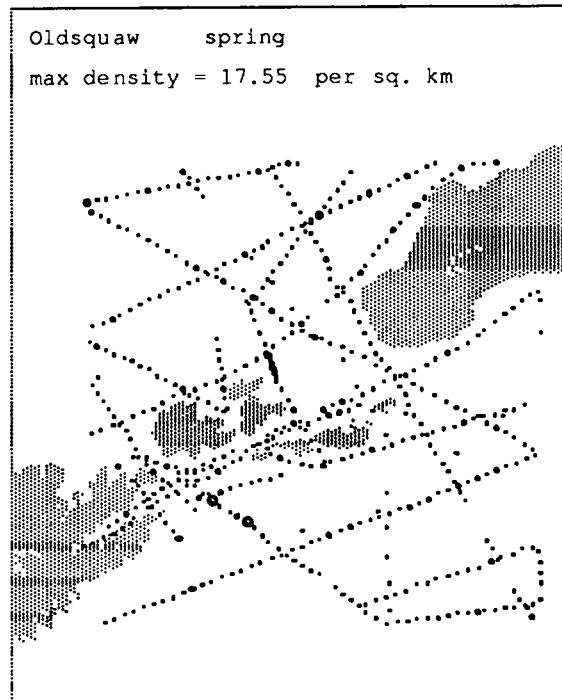 Oldsquaw spring
max density = 17.55 per sq. km